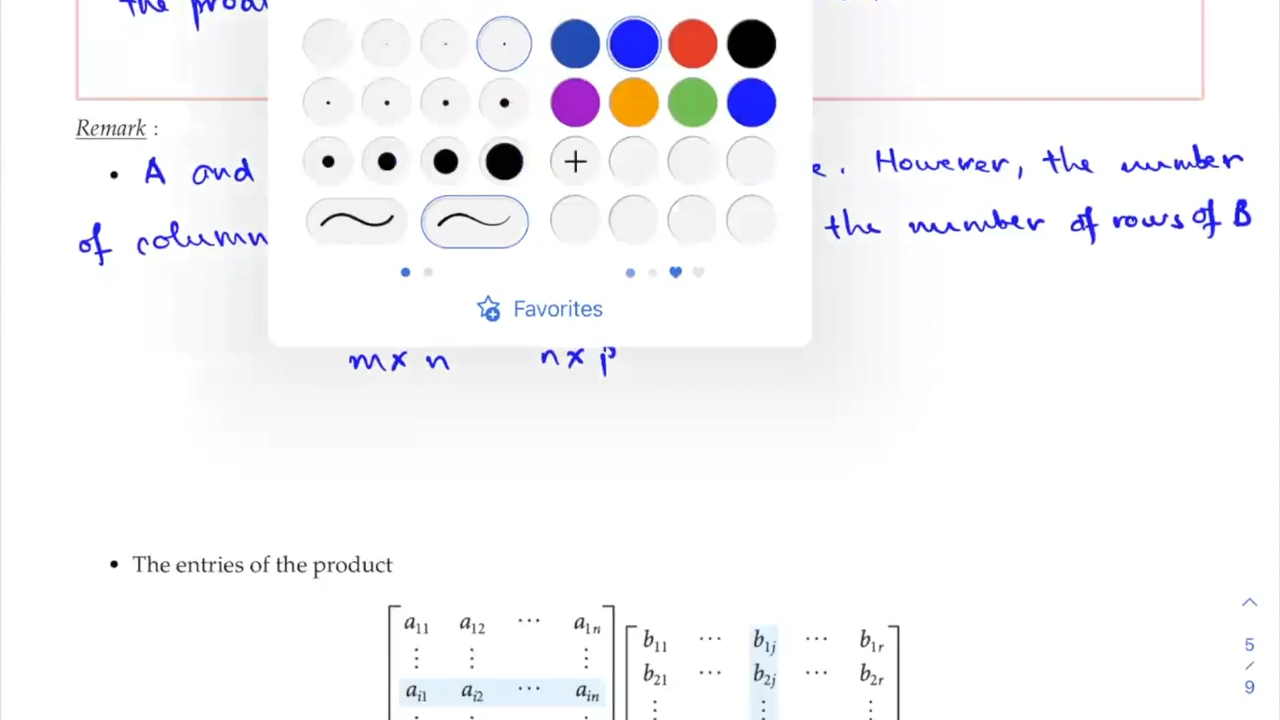 the
Remark :
• A and e. However, the number
of column the number of rows of B
Favorites
m x n n x p
• The entries of the product
a11 a12 ⋯ a1n
b11 ⋯ b1j ⋯ b1r
⋮ ⋮ ⋮
b21 ⋯ b2j ⋯ b2r
ai1 ai2 ⋯ ain
⋮ ⋮ ⋮
5
/
9